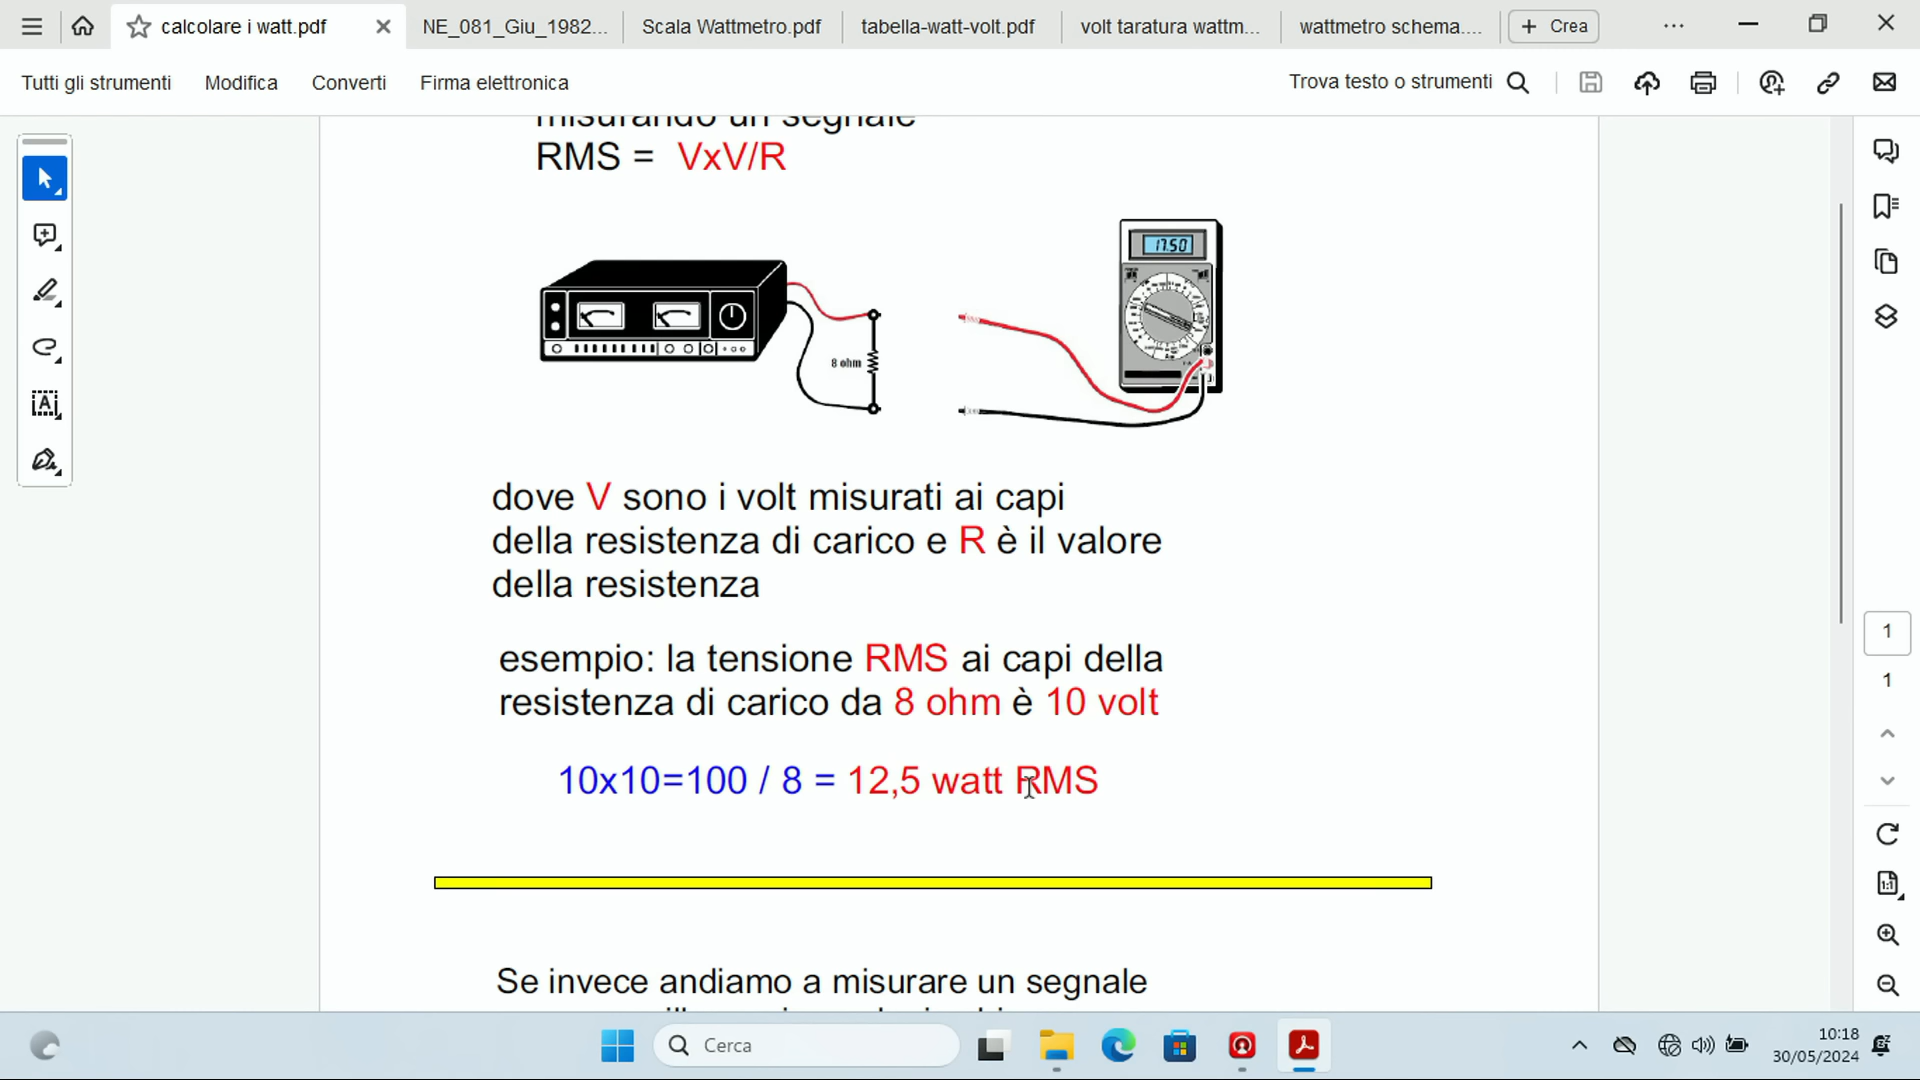 calcolare i watt.pdf
NE_081_Giu_1982...
Scala Wattmetro.pdf
tabella-watt-volt.pdf
volt taratura wattm...
wattmetro schema....
Crea
Tutti gli strumenti
Modifica
Converti
Firma elettronica
Trova testo o strumenti
misurando un segnale
RMS = VxV/R
17.50
8 ohm
dove V sono i volt misurati ai capi
della resistenza di carico e R è il valore
della resistenza
esempio: la tensione RMS ai capi della
resistenza di carico da 8 ohm è 10 volt
10x10=100 / 8 = 12,5 watt RMS
Se invece andiamo a misurare un segnale
1
1
Cerca
10:18
30/05/2024